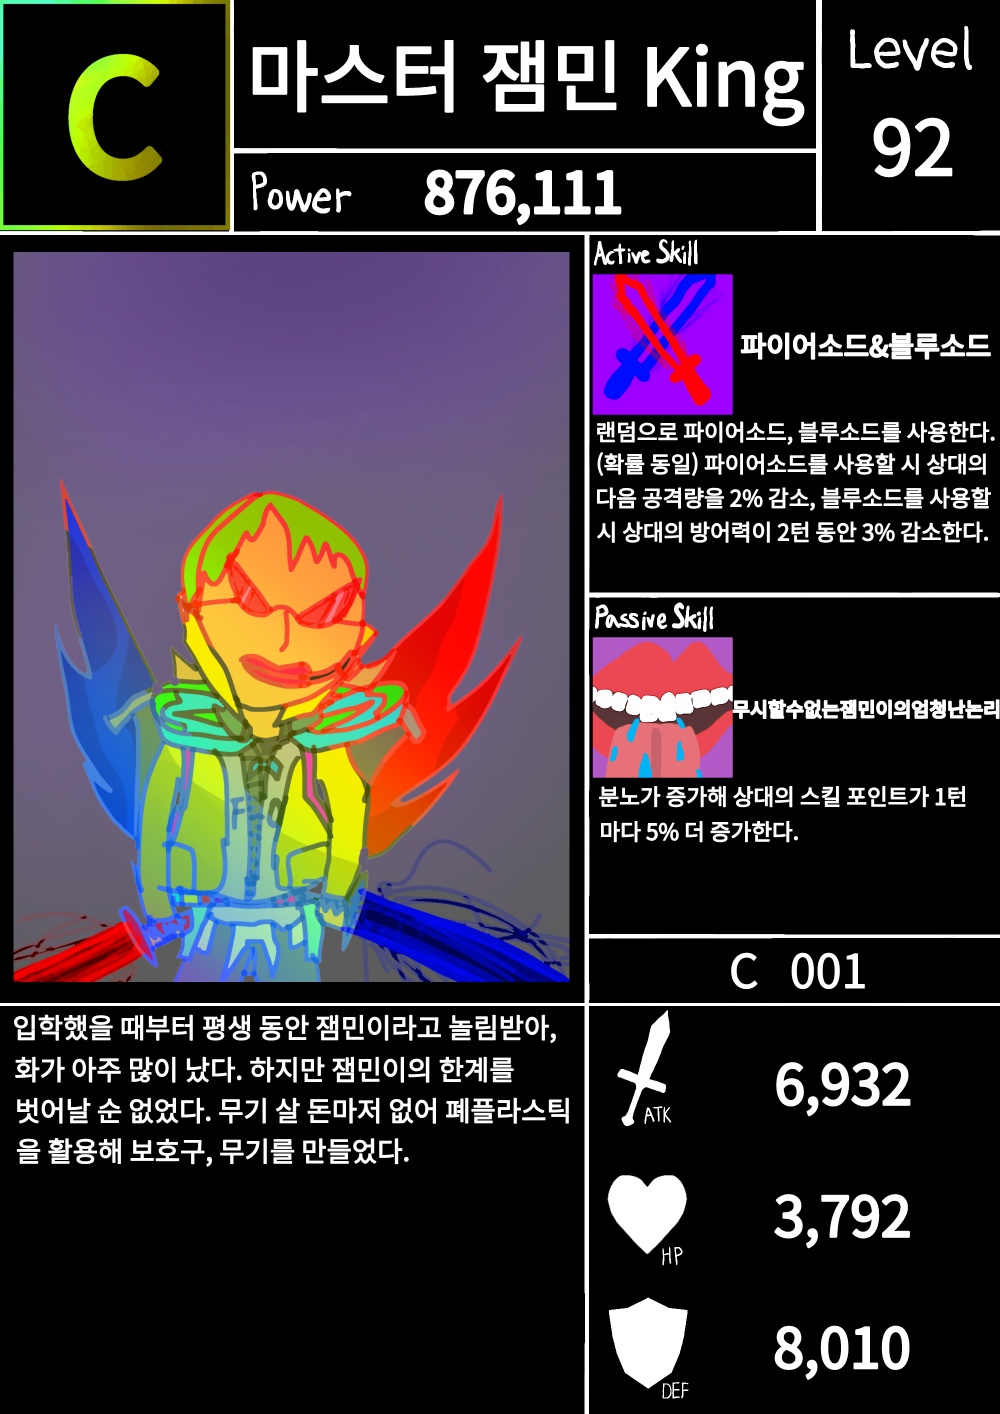 C
마스터 잼민 King
Level
92
Power 876,111
Active Skill
파이어소드&블루소드
랜덤으로 파이어소드, 블루소드를 사용한다.
(확률 동일) 파이어소드를 사용할 시 상대의
다음 공격량을 2% 감소, 블루소드를 사용할
시 상대의 방어력이 2턴 동안 3% 감소한다.
Passive Skill
무시할수없는잼민이의엄청난논리
분노가 증가해 상대의 스킬 포인트가 1턴
마다 5% 더 증가한다.
C 001
입학했을 때부터 평생 동안 잼민이라고 놀림받아,
화가 아주 많이 났다. 하지만 잼민이의 한계를
벗어날 순 없었다. 무기 살 돈마저 없어 폐플라스틱
을 활용해 보호구, 무기를 만들었다.
ATK 6,932
HP 3,792
DEF 8,010